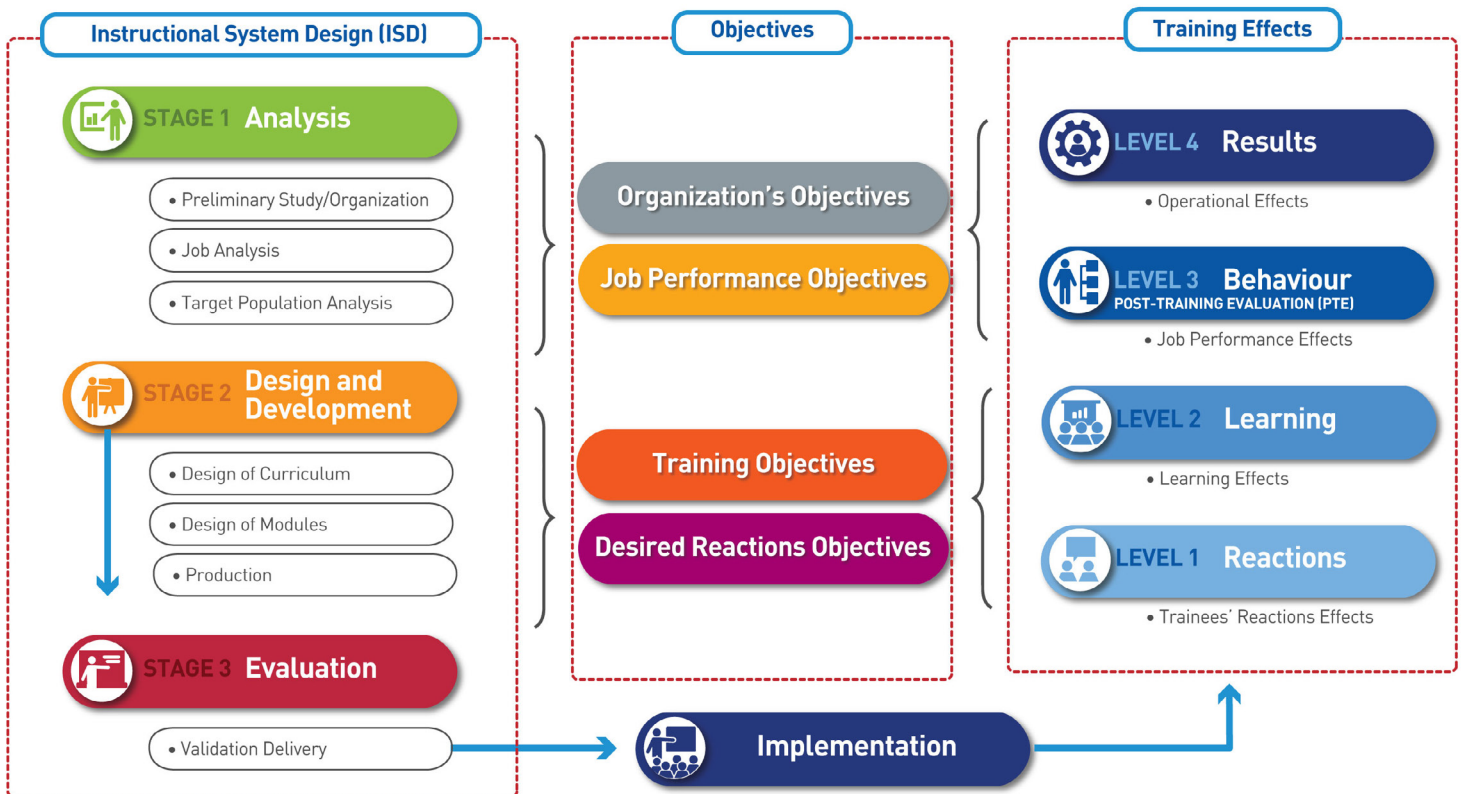 Instructional System Design (ISD)
STAGE 1 Analysis
• Preliminary Study/Organization
• Job Analysis
• Target Population Analysis
STAGE 2 Design and
Development
• Design of Curriculum
• Design of Modules
• Production
STAGE 3 Evaluation
• Validation Delivery
Objectives
Organization's Objectives
Job Performance Objectives
Training Objectives
Desired Reactions Objectives
Implementation
Training Effects
LEVEL 4 Results
• Operational Effects
LEVEL 3 Behaviour
POST-TRAINING EVALUATION (PTE)
• Job Performance Effects
LEVEL 2 Learning
• Learning Effects
LEVEL 1 Reactions
• Trainees' Reactions Effects